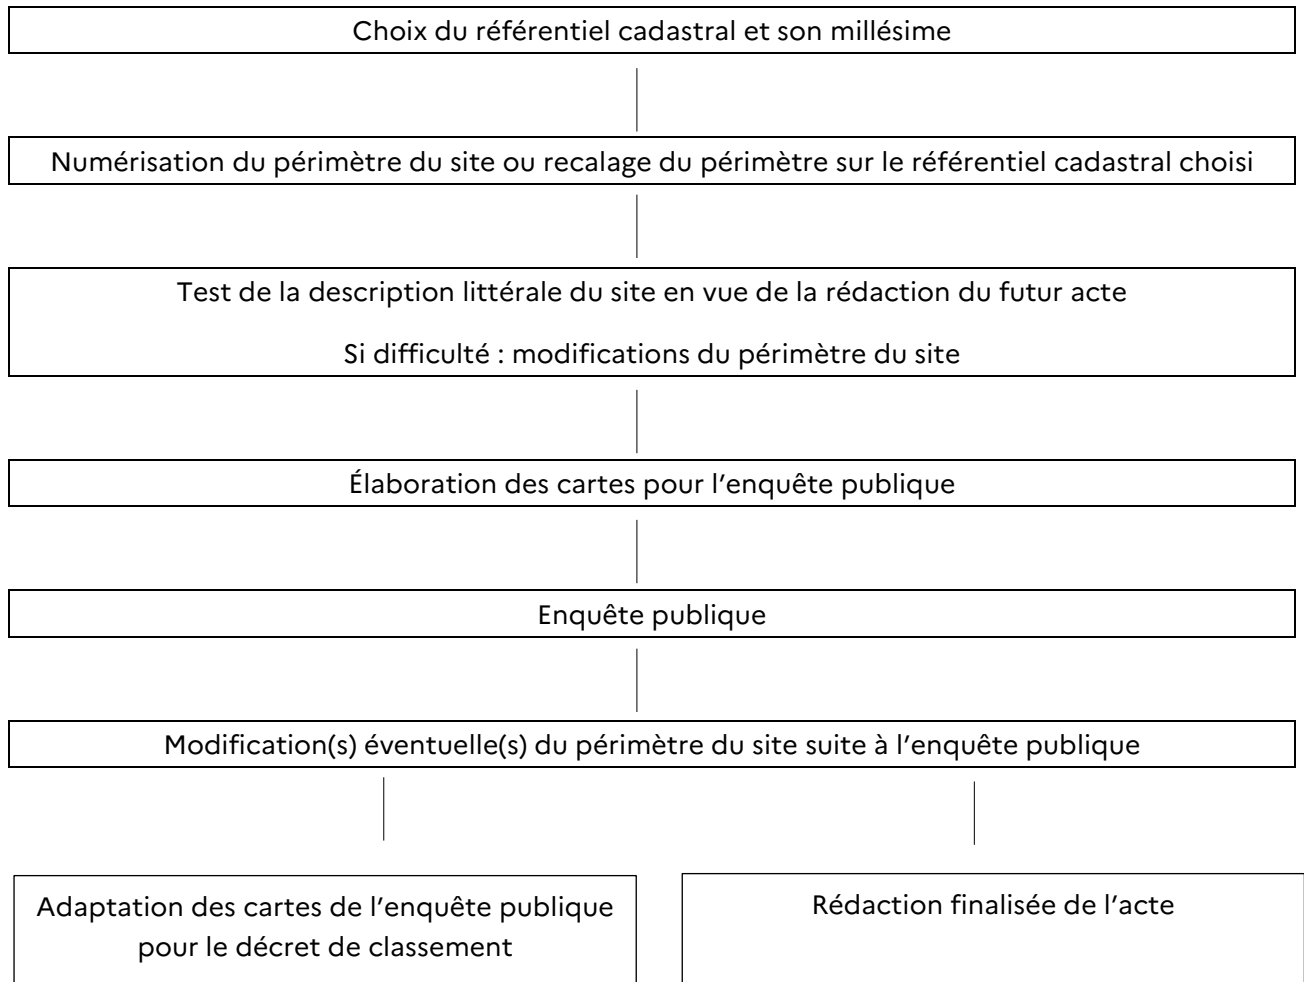 Choix du référentiel cadastral et son millésime
Numérisation du périmètre du site ou recalage du périmètre sur le référentiel cadastral choisi
Test de la description littérale du site en vue de la rédaction du futur acte
Si difficulté : modifications du périmètre du site
Élaboration des cartes pour l’enquête publique
Enquête publique
Modification(s) éventuelle(s) du périmètre du site suite à l’enquête publique
Adaptation des cartes de l’enquête publique
pour le décret de classement
Rédaction finalisée de l’acte